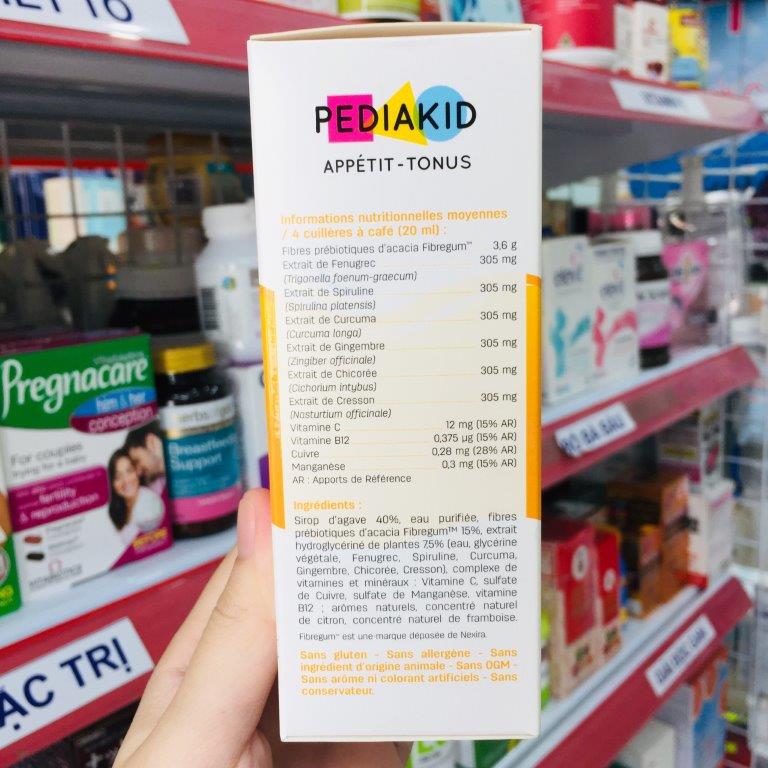 PEDIAKID
APPÉTIT-TONUS
Informations nutritionnelles moyennes
/ 4 cuillères à café (20 ml) :
Fibres prébiotiques d'acacia Fibregum™ 3,6 g
Extrait de Fenugrec 305 mg
(Trigonella foenum-graecum)
Extrait de Spiruline 305 mg
(Spirulina platensis)
Extrait de Curcuma 305 mg
(Curcuma longa)
Extrait de Gingembre 305 mg
(Zingiber officinale)
Extrait de Chicorée 305 mg
(Cichorium intybus)
Extrait de Cresson 305 mg
(Nasturtium officinale)
Vitamine C 12 mg (15% AR)
Vitamine B12 0,375 µg (15% AR)
Cuivre 0,28 mg (28% AR)
Manganèse 0,3 mg (15% AR)
AR : Apports de Référence
Ingrédients :
Sirop d'agave 40%, eau purifiée, fibres
prébiotiques d'acacia Fibregum™ 15%, extrait
hydroglycériné de plantes 7,5% (eau, glycérine
végétale, Fenugrec, Spiruline, Curcuma,
Gingembre, Chicorée, Cresson), complexe de
vitamines et minéraux : Vitamine C, sulfate
de Cuivre, sulfate de Manganèse, vitamine
B12 ; arômes naturels, concentré naturel
de citron, concentré naturel de framboise.
Fibregum™ est une marque déposée de Nexira.
Sans gluten - Sans allergène - Sans
ingrédient d'origine animale - Sans OGM -
Sans arôme ni colorant artificiels - Sans
conservateur.
Pregnacare
him & her
conception
For couples
trying for a baby
fertility
& reproduction
Breastfeeding
Support
ẶC TRỊ
BỔ BÀ BẦU